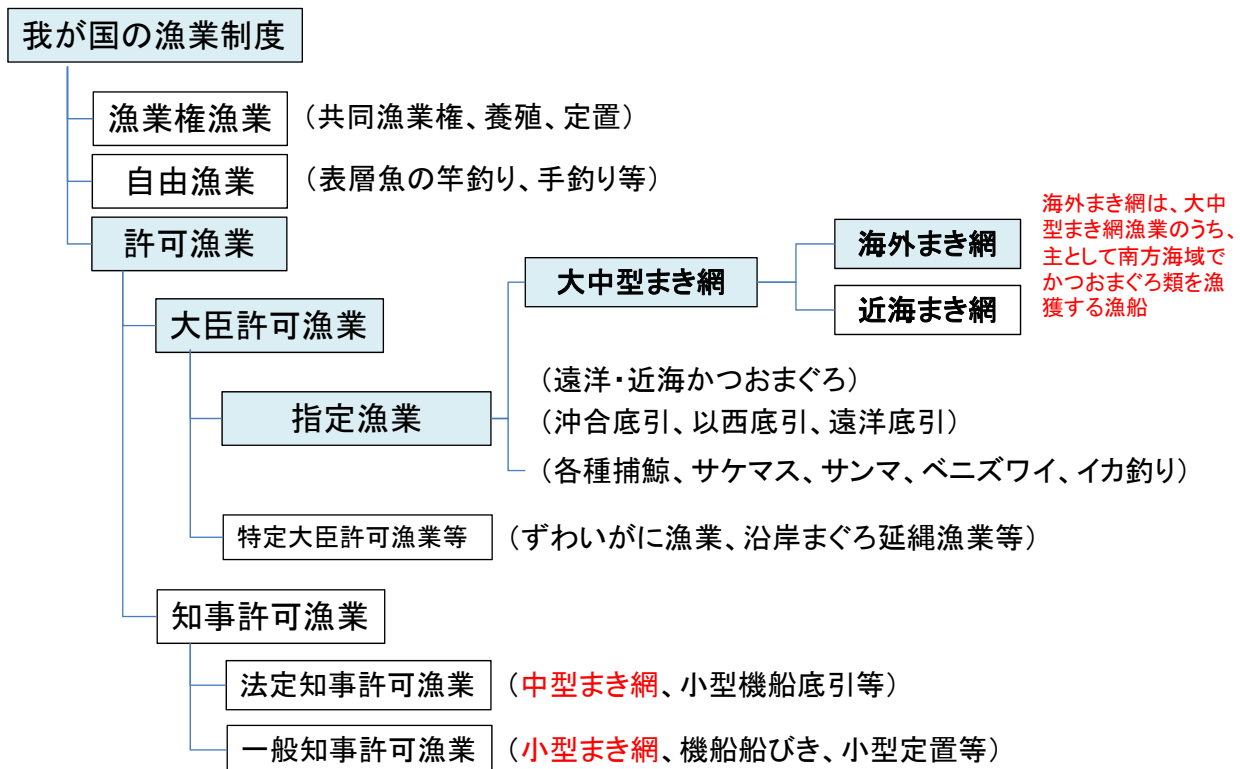 我が国の漁業制度
漁業権漁業 (共同漁業権、養殖、定置)
自由漁業 (表層魚の竿釣り、手釣り等)
許可漁業
大臣許可漁業
指定漁業
大中型まき網
海外まき網
近海まき網
海外まき網は、大中
型まき網漁業のうち、
主として南方海域で
かつおまぐろ類を漁
獲する漁船
(遠洋・近海かつおまぐろ)
(沖合底引、以西底引、遠洋底引)
(各種捕鯨、サケマス、サンマ、ベニズワイ、イカ釣り)
特定大臣許可漁業等 (ずわいがに漁業、沿岸まぐろ延縄漁業等)
知事許可漁業
法定知事許可漁業 (中型まき網、小型機船底引等)
一般知事許可漁業 (小型まき網、機船船びき、小型定置等)